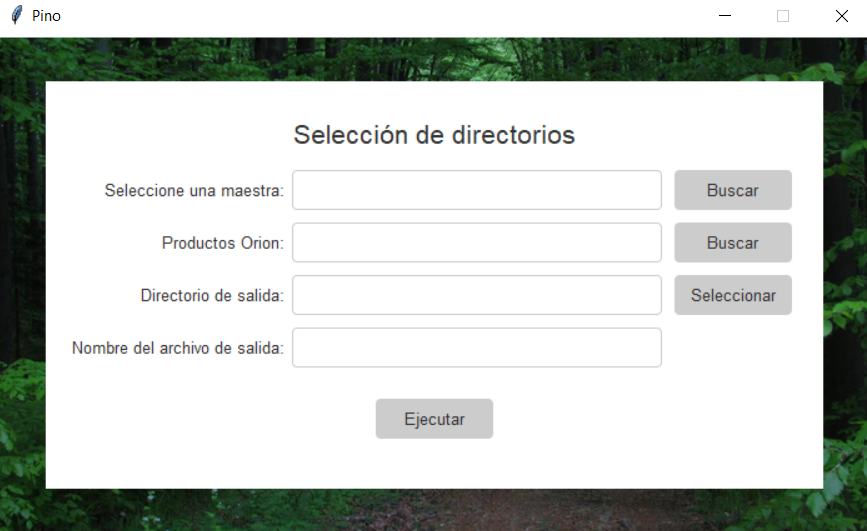 Pino
Selección de directorios
Seleccione una maestra: Buscar
Productos Orion: Buscar
Directorio de salida: Seleccionar
Nombre del archivo de salida:
Ejecutar